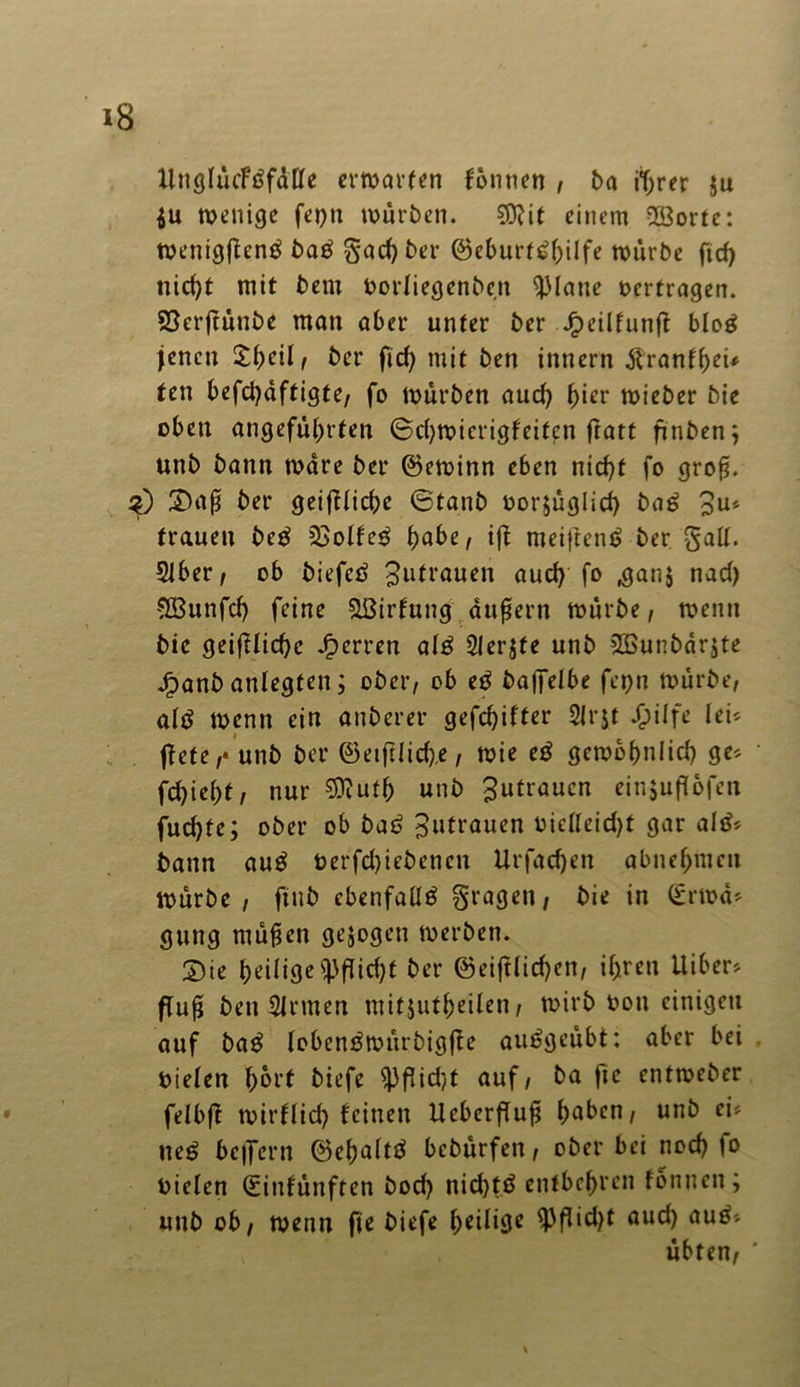 18
Unglücksfälle erwarten können, da ihrer zu
zu wenige seyn würden. Mit einem Worte:
wenigstens das Fach der Geburtshilfe würde sich
nicht mit dem vorliegenden Plane vertragen.
Verstünde man aber unter der Heilkunst blos
jenen Theil, der sich mit den innern Krankhei-
ten beschäftigte, so würden auch hier wieder die
oben angeführten Schwierigkeiten statt finden;
und dann wäre der Gewinn eben nicht so groß.
2) Daß der geistliche Stand vorzüglich das Zu-
trauen des Volkes habe, ist meistens der Fall.
Aber, ob dieses Zutrauen auch so ganz nach
Wunsch seine Wirkung äußern würde, wenn
die geistliche Herren als Aerzte und Wundärzte
Hand anlegten; oder, ob es dasselbe seyn würde,
als wenn ein anderer geschikter Arzt Hilfe lei-
stete, und der Geistliche, wie es gewöhnlich ge-
schieht, nur Muth und Zutrauen einzuflößen
suchte; oder ob das Zutrauen vielleicht gar als-
dann aus verschiedenen Ursachen abnehmen
würde, sind ebenfalls Fragen, die in Erwä-
gung müßen gezogen werden.
Die heilige Pflicht der Geistlichen, ihren Uiber-
fluß den Armen mitzutheilen, wird von einigen
auf das lobenswürdigste ausgeübt: aber bei
vielen hört diese Pflicht auf, da sie entweder
selbst wirklich keinen Ueberfluß haben, und ei-
nes bessern Gehalts bedürfen, oder bei noch so
vielen Einkünften doch nichts entbehren können;
und ob, wenn sie diese heilige Pflicht auch aus-
übten,